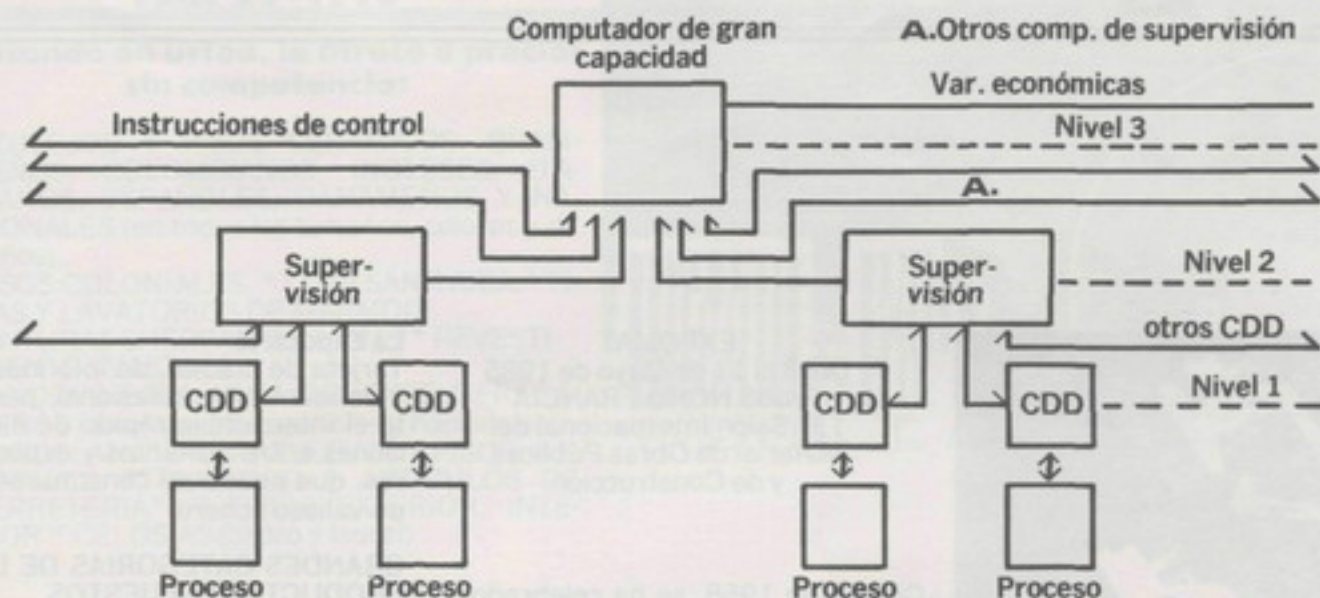 Computador de gran
capacidad
A.Otros comp. de supervisión
Var. económicas
Instrucciones de control
Nivel 3
A.
Super-
visión
Super-
visión
Nivel 2
otros CDD
CDD
CDD
CDD
CDD
Nivel 1
Proceso
Proceso
Proceso
Proceso